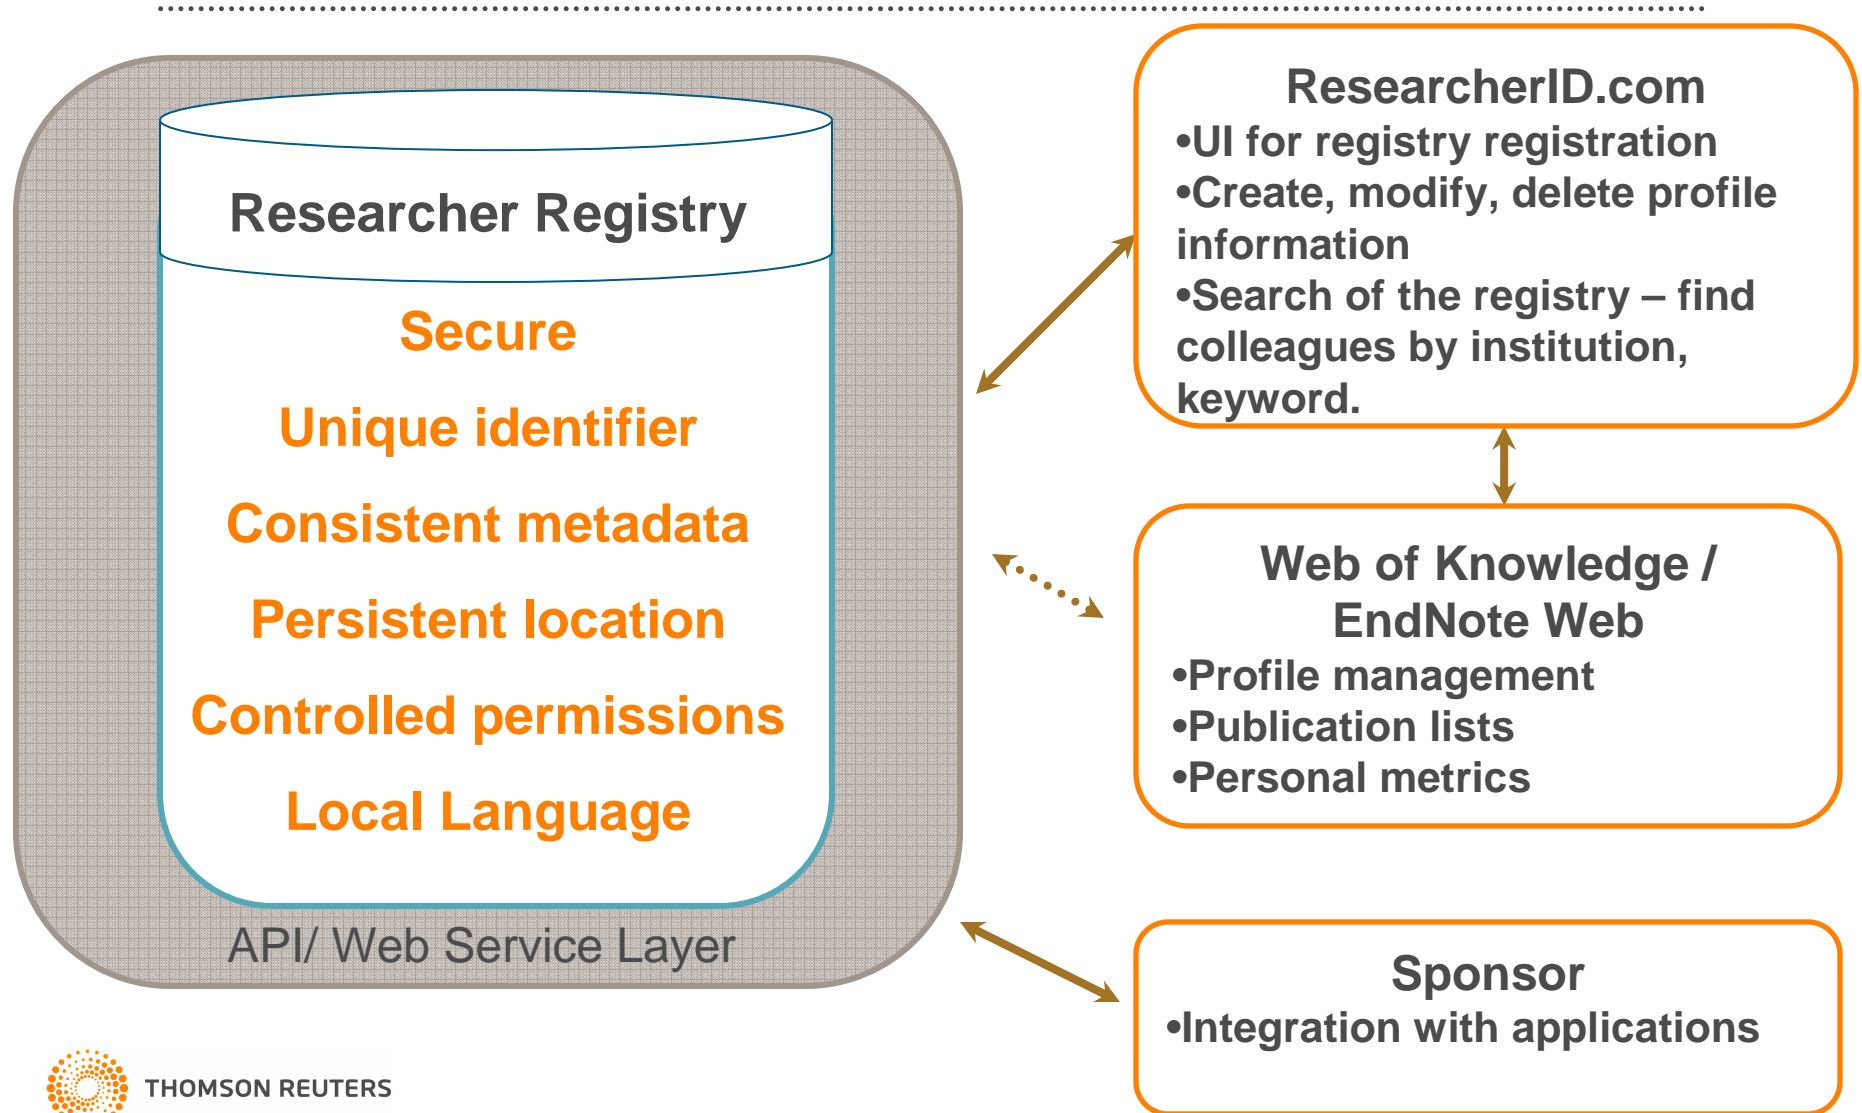 Researcher Registry
Secure
Unique identifier
Consistent metadata
Persistent location
Controlled permissions
Local Language
API/ Web Service Layer
ResearcherID.com
•UI for registry registration
•Create, modify, delete profile
information
•Search of the registry – find
colleagues by institution,
keyword.
Web of Knowledge /
EndNote Web
•Profile management
•Publication lists
•Personal metrics
Sponsor
•Integration with applications
THOMSON REUTERS